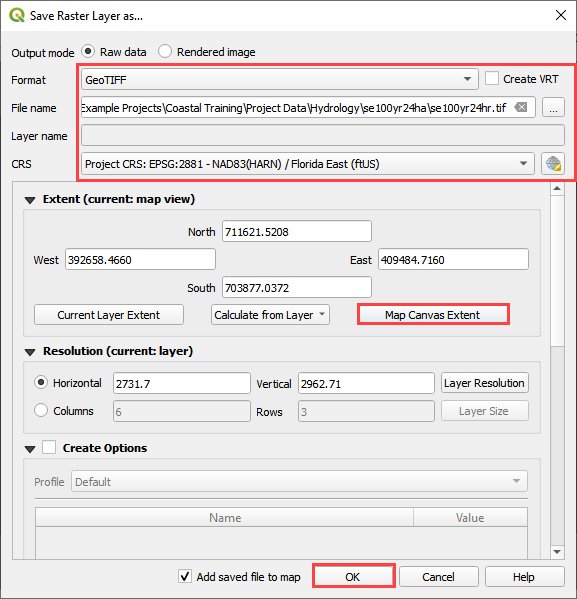 Save Raster Layer as...
Output mode Raw data Rendered image
Format GeoTIFF Create VRT
File name Example Projects\Coastal Training\Project Data\Hydrology\se100yr24ha\se100yr24hr.tif ...
Layer name
CRS Project CRS: EPSG:2881 - NAD83(HARN) / Florida East (ftUS)
Extent (current: map view)
North 711621.5208
West 392658.4660 East 409484.7160
South 703877.0372
Current Layer Extent Calculate from Layer Map Canvas Extent
Resolution (current: layer)
Horizontal 2731.7 Vertical 2962.71 Layer Resolution
Columns 6 Rows 3 Layer Size
Create Options
Profile Default
Name Value
Add saved file to map OK Cancel Help